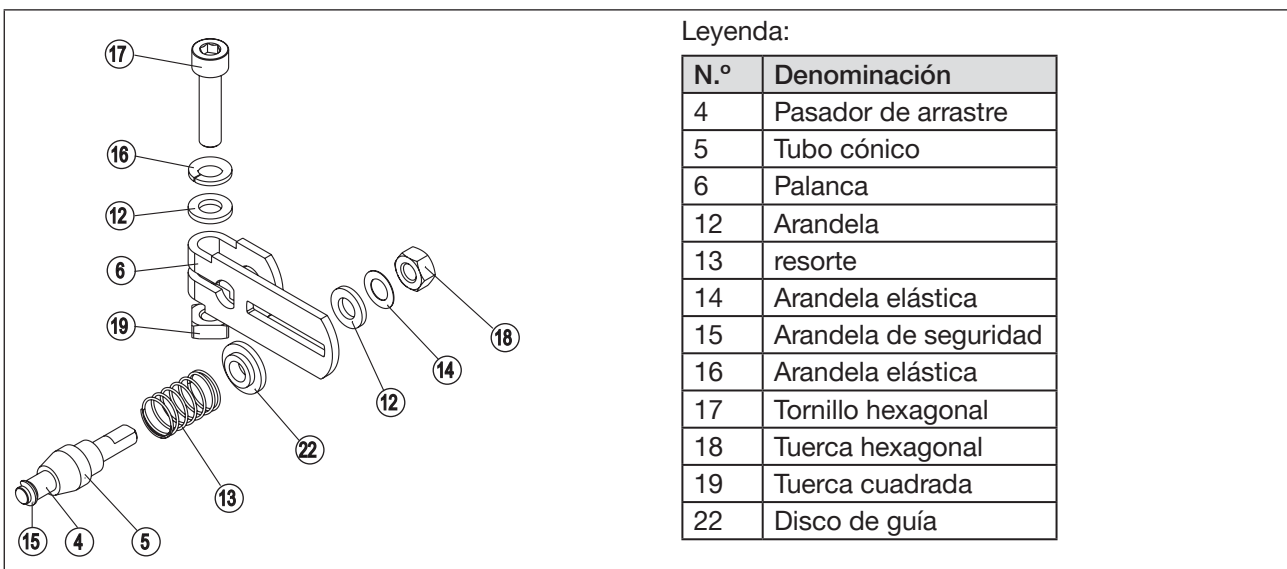 17
16
12
6
19
18
14
12
22
13
15 4 5
Leyenda:
N.º Denominación
4 Pasador de arrastre
5 Tubo cónico
6 Palanca
12 Arandela
13 resorte
14 Arandela elástica
15 Arandela de seguridad
16 Arandela elástica
17 Tornillo hexagonal
18 Tuerca hexagonal
19 Tuerca cuadrada
22 Disco de guía